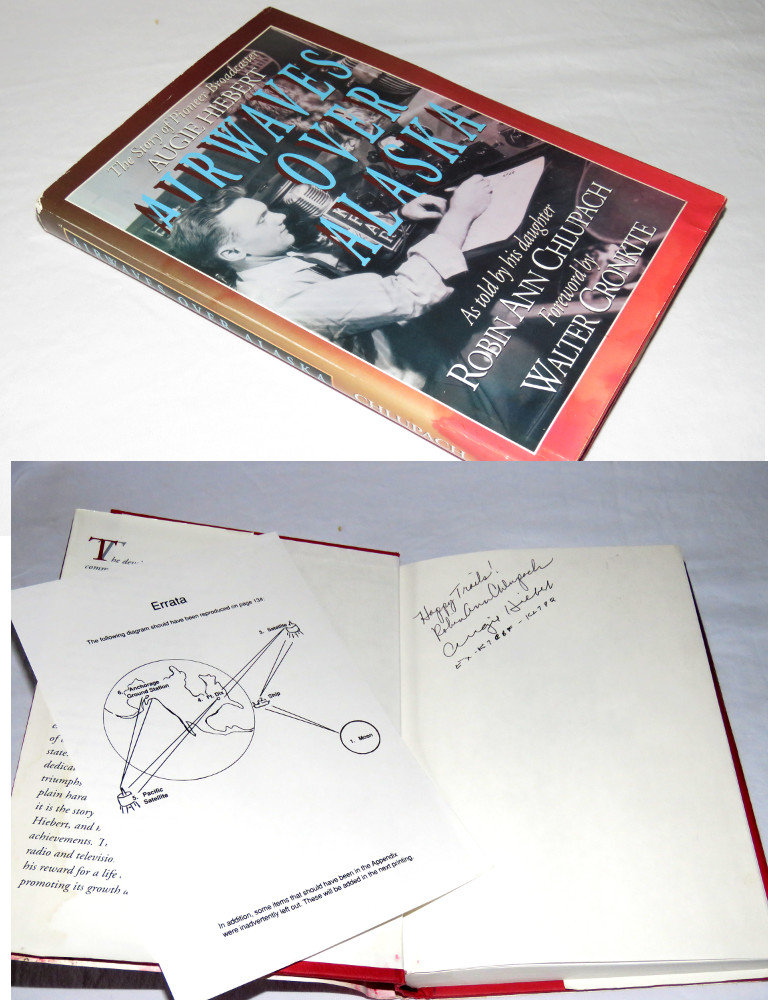 The Story of Pioneer Broadcaster
AUGIE HIEBERT
AIRWAVES
OVER
ALASKA
As told by his daughter
ROBIN ANN CHLUPACH
Foreword by
WALTER CRONKITE
AIRWAVES OVER ALASKA CHLUPACH
The
Errata
The following diagram should have been reproduced on page 134
3. Satellite
6. Anchorage
Ground Station
4. Ft. Dix
Ship
1. Moon
5. Pacific
Satellite
of
state.
dedica
triumphs
plain hard
it is the story
Hiebert, and
achievements.
radio and televisio
his reward for a life
promoting its growth
In addition, some items that should have been in the Appendix
were inadvertently left out. These will be added in the next printing.
Happy Trails!
Robin Ann Chlupach
Augie Hiebert